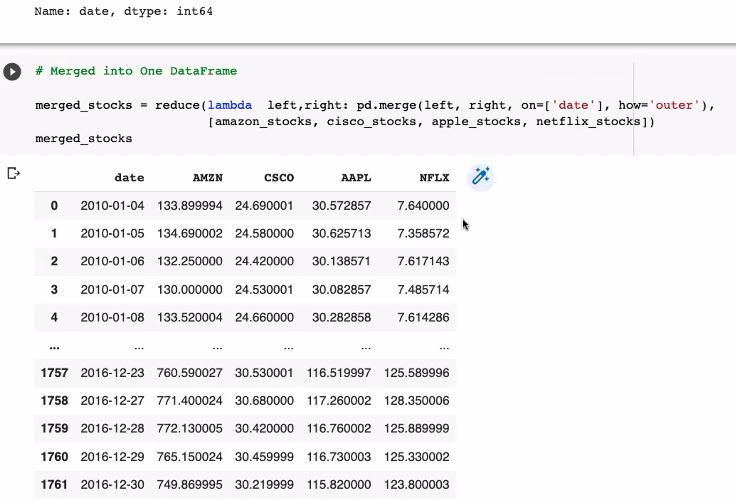 Name: date, dtype: int64
# Merged into One DataFrame
merged_stocks = reduce(lambda  left,right: pd.merge(left, right, on=['date'], how='outer'),
[amazon_stocks, cisco_stocks, apple_stocks, netflix_stocks])
merged_stocks
date AMZN CSCO AAPL NFLX
0 2010-01-04 133.899994 24.690001 30.572857 7.640000
1 2010-01-05 134.690002 24.580000 30.625713 7.358572
2 2010-01-06 132.250000 24.420000 30.138571 7.617143
3 2010-01-07 130.000000 24.530001 30.082857 7.485714
4 2010-01-08 133.520004 24.660000 30.282858 7.614286
... ... ... ... ... ...
1757 2016-12-23 760.590027 30.530001 116.519997 125.589996
1758 2016-12-27 771.400024 30.680000 117.260002 128.350006
1759 2016-12-28 772.130005 30.420000 116.760002 125.889999
1760 2016-12-29 765.150024 30.459999 116.730003 125.330002
1761 2016-12-30 749.869995 30.219999 115.820000 123.800003